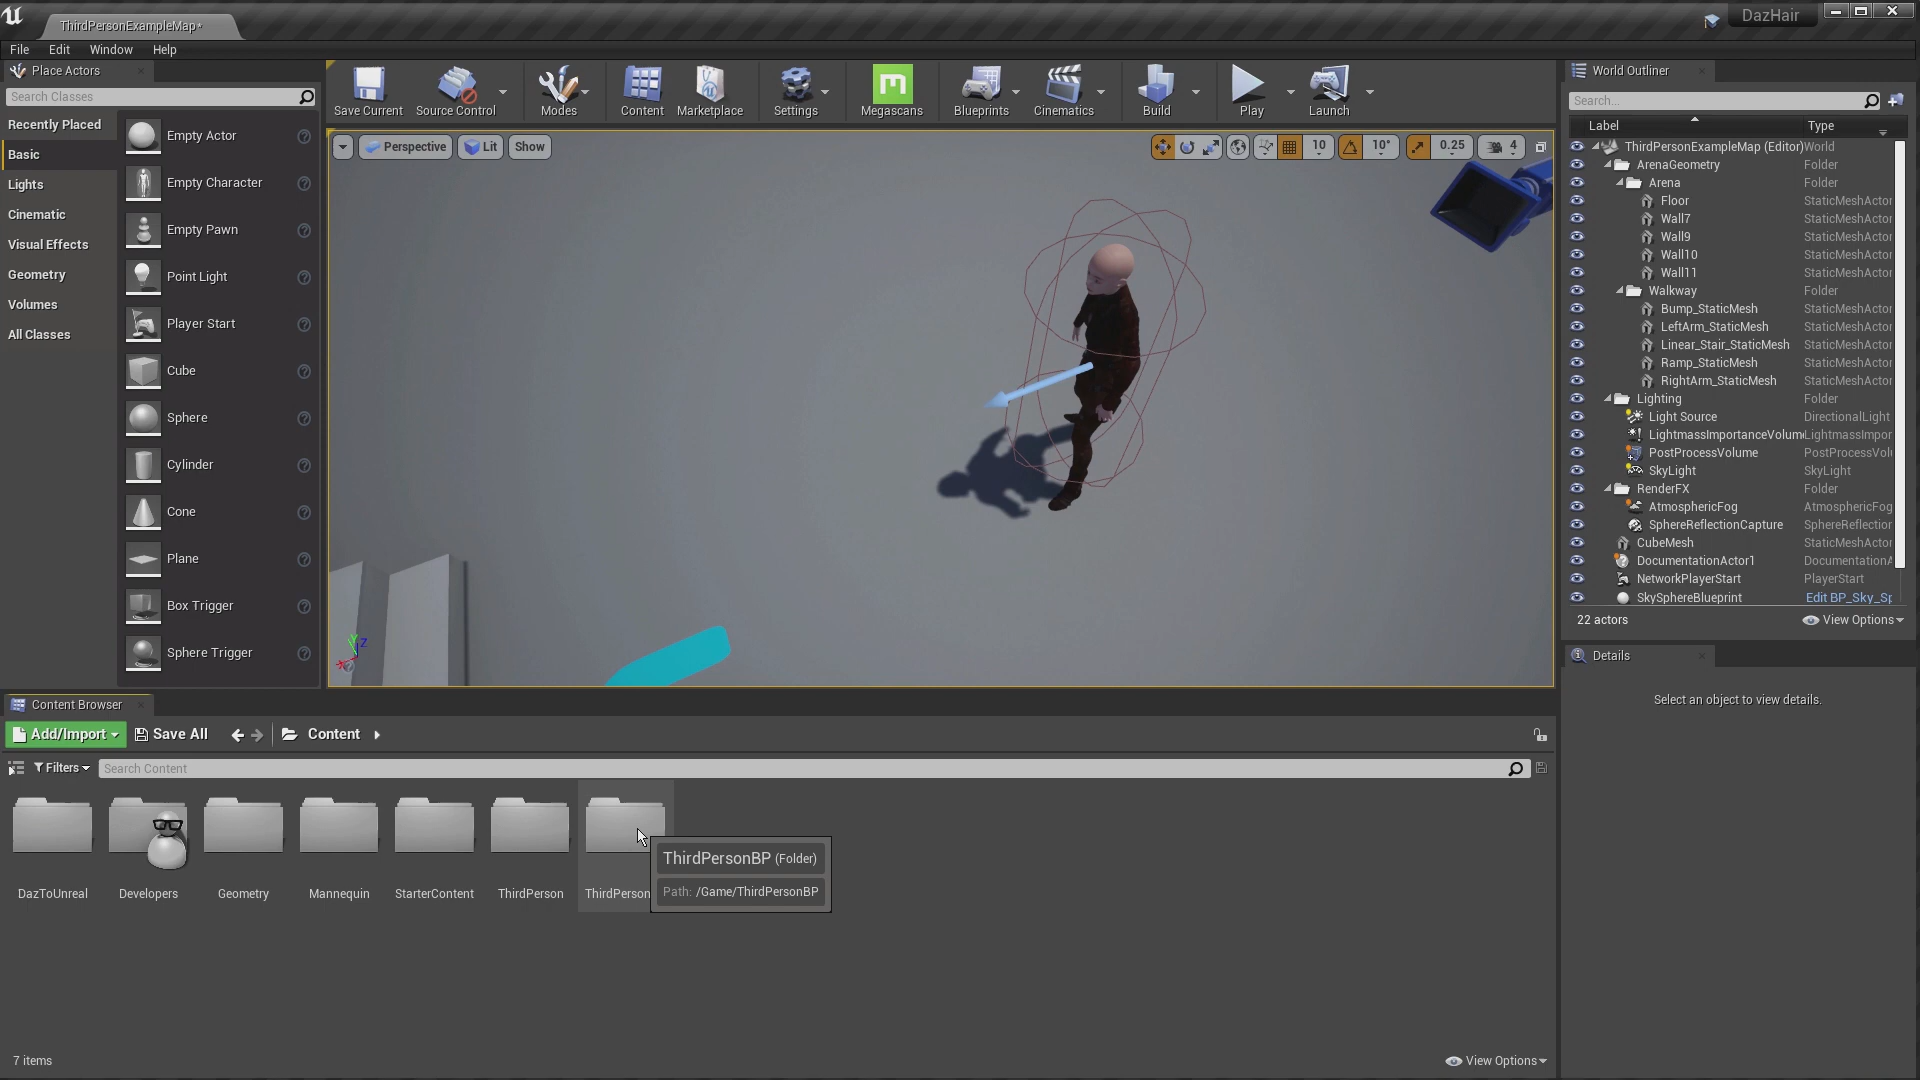 ThirdPersonExampleMap*
DazHair
File Edit Window Help
Place Actors
Search Classes
Recently Placed
Basic
Lights
Cinematic
Visual Effects
Geometry
Volumes
All Classes
Empty Actor
Empty Character
Empty Pawn
Point Light
Player Start
Cube
Sphere
Cylinder
Cone
Plane
Box Trigger
Sphere Trigger
Save Current
Source Control
Modes
Content
Marketplace
Settings
Megascans
Blueprints
Cinematics
Build
Play
Launch
Perspective Lit Show
10 10° 0.25 4
World Outliner
Search...
Label Type
ThirdPersonExampleMap (Editor) World
ArenaGeometry Folder
Arena Folder
Floor StaticMeshActor
Wall7 StaticMeshActor
Wall9 StaticMeshActor
Wall10 StaticMeshActor
Wall11 StaticMeshActor
Walkway Folder
Bump_StaticMesh StaticMeshActor
LeftArm_StaticMesh StaticMeshActor
Linear_Stair_StaticMesh StaticMeshActor
Ramp_StaticMesh StaticMeshActor
RightArm_StaticMesh StaticMeshActor
Lighting Folder
Light Source DirectionalLight
LightmassImportanceVolum LightmassImpor
PostProcessVolume PostProcessVolu
SkyLight SkyLight
RenderFX Folder
AtmosphericFog AtmosphericFog
SphereReflectionCapture SphereReflection
CubeMesh StaticMeshActor
DocumentationActor1 DocumentationA
NetworkPlayerStart PlayerStart
SkySphereBlueprint Edit BP_Sky_Sp
22 actors View Options
Details
Select an object to view details.
Content Browser
Add/Import Save All Content
Filters Search Content
DazToUnreal
Developers
Geometry
Mannequin
StarterContent
ThirdPerson
ThirdPerson
ThirdPersonBP (Folder)
Path: /Game/ThirdPersonBP
7 items
View Options